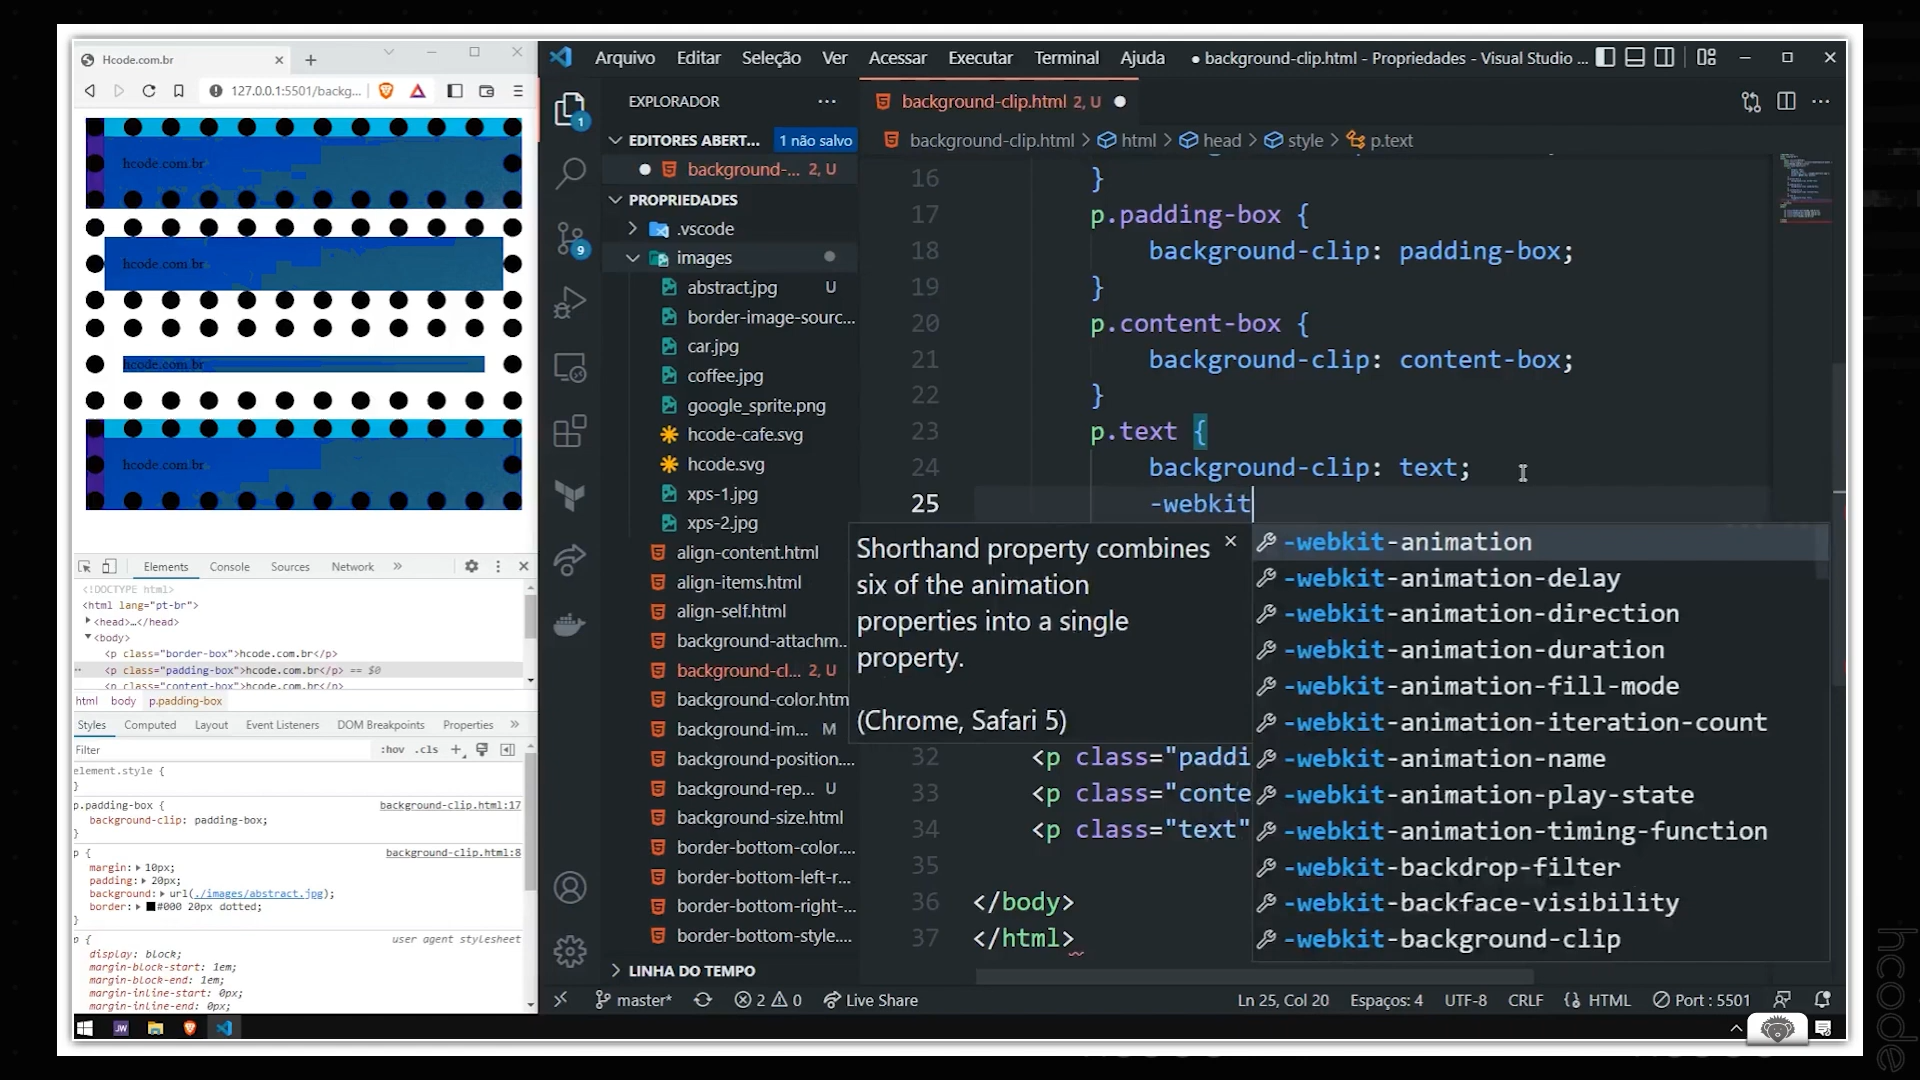 Hcode.com.br
127.0.0.1:5501/backg...
hcode.com.br
hcode.com.br
hcode.com.br
hcode.com.br
Elements Console Sources Network »
<!DOCTYPE html>
<html lang="pt-br">
<head>…</head>
<body>
<p class="border-box">hcode.com.br</p>
<p class="padding-box">hcode.com.br</p> == $0
<p class="content-box">hcode.com.br</p>
html body p.padding-box
Styles Computed Layout Event Listeners DOM Breakpoints Properties »
Filter :hov .cls +
element.style {
}
p.padding-box { background-clip.html:17
background-clip: padding-box;
}
p { background-clip.html:8
margin: 10px;
padding: 20px;
background: url(./images/abstract.jpg);
border: #000 20px dotted;
}
p { user agent stylesheet
display: block;
margin-block-start: 1em;
margin-block-end: 1em;
margin-inline-start: 0px;
margin-inline-end: 0px;
Arquivo Editar Seleção Ver Acessar Executar Terminal Ajuda ● background-clip.html - Propriedades - Visual Studio ...
EXPLORADOR ...
1
9
EDITORES ABERT... 1 não salvo
background-... 2, U
PROPRIEDADES
.vscode
images
abstract.jpg U
border-image-sourc...
car.jpg
coffee.jpg
google_sprite.png
hcode-cafe.svg
hcode.svg
xps-1.jpg
xps-2.jpg
align-content.html
align-items.html
align-self.html
background-attachm...
background-cl... 2, U
background-color.htm
background-im... M
background-position....
background-rep... U
background-size.html
border-bottom-color....
border-bottom-left-r...
border-bottom-right-...
border-bottom-style....
LINHA DO TEMPO
background-clip.html 2, U
background-clip.html > html > head > style > p.text
16 }
17 p.padding-box {
18 background-clip: padding-box;
19 }
20 p.content-box {
21 background-clip: content-box;
22 }
23 p.text {
24 background-clip: text;
25 -webkit
Shorthand property combines
six of the animation
properties into a single
property.
(Chrome, Safari 5)
-webkit-animation
-webkit-animation-delay
-webkit-animation-direction
-webkit-animation-duration
-webkit-animation-fill-mode
-webkit-animation-iteration-count
-webkit-animation-name
-webkit-animation-play-state
-webkit-animation-timing-function
-webkit-backdrop-filter
-webkit-backface-visibility
-webkit-background-clip
32 <p class="paddi
33 <p class="conte
34 <p class="text"
35
36 </body>
37 </html>
master* 2 0 Live Share Ln 25, Col 20 Espaços: 4 UTF-8 CRLF HTML Port : 5501
JW
hcode